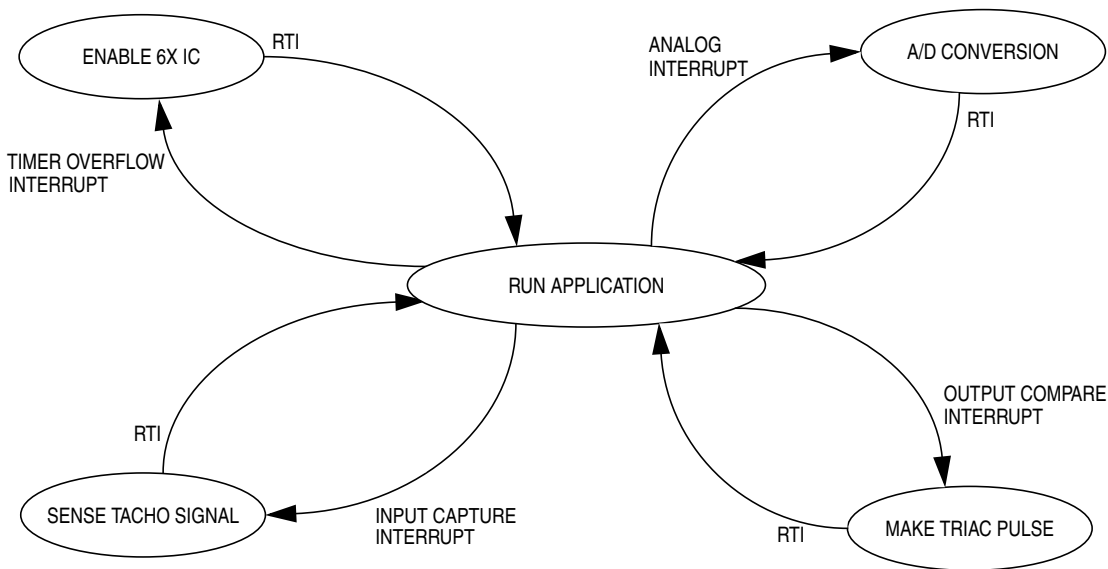 ENABLE 6X IC
RTI
ANALOG
INTERRUPT
A/D CONVERSION
RTI
TIMER OVERFLOW
INTERRUPT
RUN APPLICATION
RTI
SENSE TACHO SIGNAL
INPUT CAPTURE
INTERRUPT
OUTPUT COMPARE
INTERRUPT
RTI
MAKE TRIAC PULSE